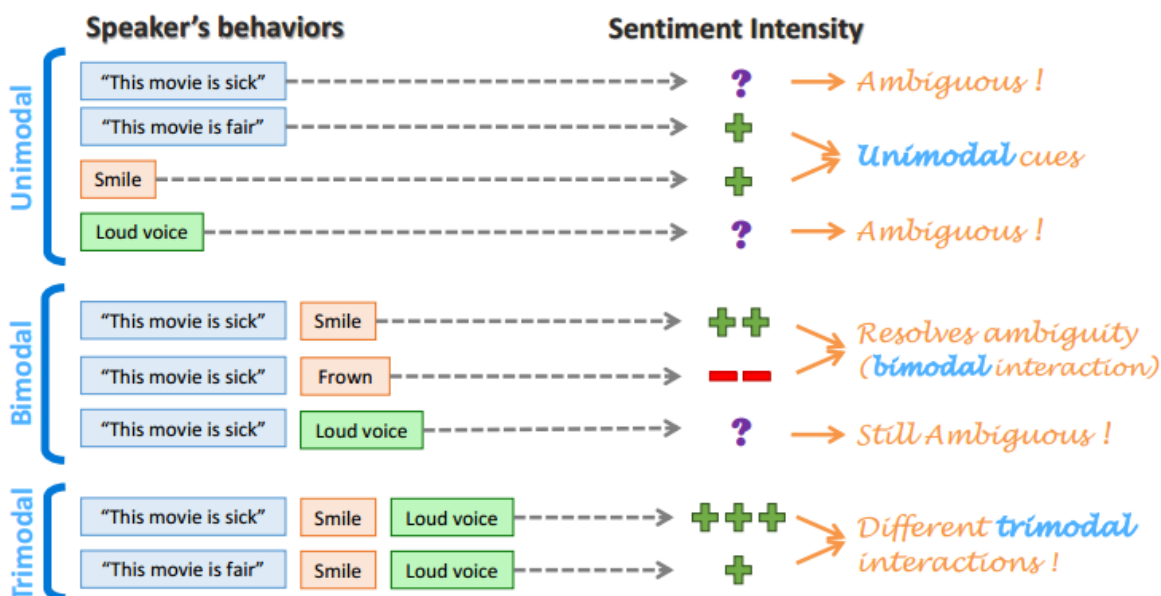 Speaker's behaviors
Sentiment Intensity
Unimodal
"This movie is sick"
?
Ambiguous !
"This movie is fair"
+
Unimodal cues
Smile
+
Loud voice
?
Ambiguous !
Bimodal
"This movie is sick" Smile
++
Resolves ambiguity
(bimodal interaction)
"This movie is sick" Frown
−−
"This movie is sick" Loud voice
?
Still Ambiguous !
Trimodal
"This movie is sick" Smile Loud voice
+++
Different trimodal
interactions !
"This movie is fair" Smile Loud voice
+